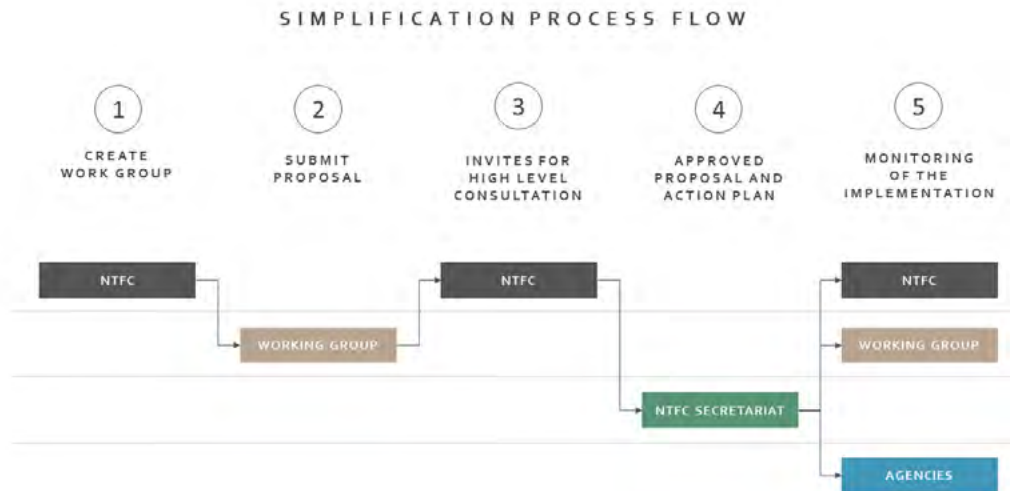 SIMPLIFICATION PROCESS FLOW
1
2
3
4
5
CREATE
WORK GROUP
SUBMIT
PROPOSAL
INVITES FOR
HIGH LEVEL
CONSULTATION
APPROVED
PROPOSAL AND
ACTION PLAN
MONITORING
OF THE
IMPLEMENTATION
NTFC
NTFC
NTFC
WORKING GROUP
WORKING GROUP
NTFC SECRETARIAT
AGENCIES